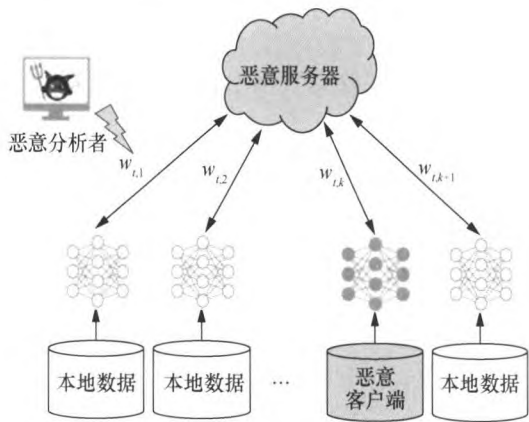 恶意服务器
恶意分析者
w_{t,1}
w_{t,2}
w_{t,k}
w_{t,k+1}
本地数据
本地数据
...
恶意
客户端
本地数据